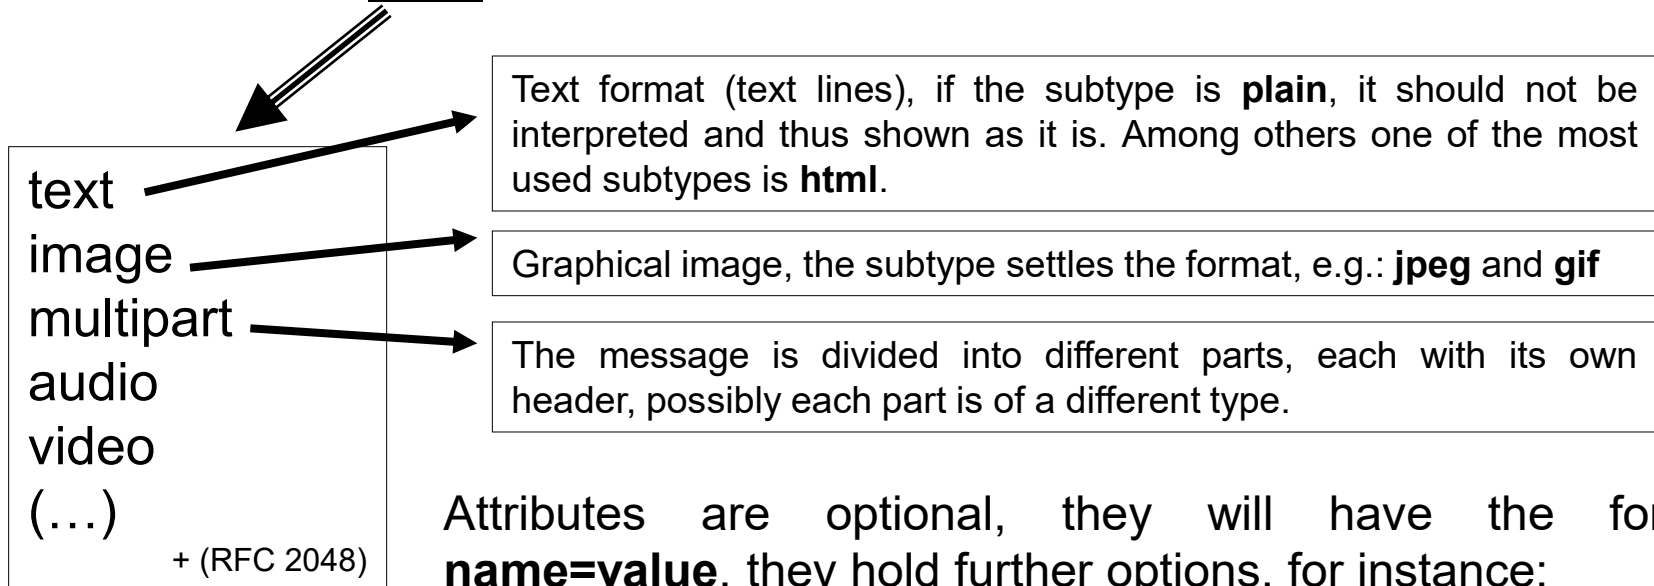 text
image
multipart
audio
video
(…)
+ (RFC 2048)
Text format (text lines), if the subtype is plain, it should not be
interpreted and thus shown as it is. Among others one of the most
used subtypes is html.
Graphical image, the subtype settles the format, e.g.: jpeg and gif
The message is divided into different parts, each with its own
header, possibly each part is of a different type.
Attributes are optional, they will have the
name=value, they hold further options, for instance: